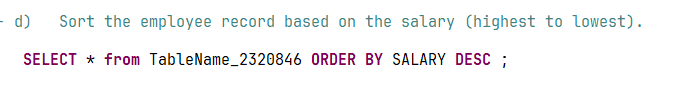 - d) Sort the employee record based on the salary (highest to lowest).
SELECT * from TableName_2320846 ORDER BY SALARY DESC ;